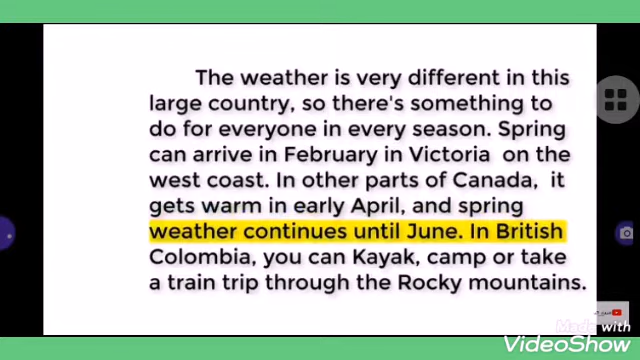 The weather is very different in this
large country, so there's something to
do for everyone in every season. Spring
can arrive in February in Victoria on the
west coast. In other parts of Canada, it
gets warm in early April, and spring
weather continues until June. In British
Colombia, you can Kayak, camp or take
a train trip through the Rocky mountains.
Made with
VideoShow